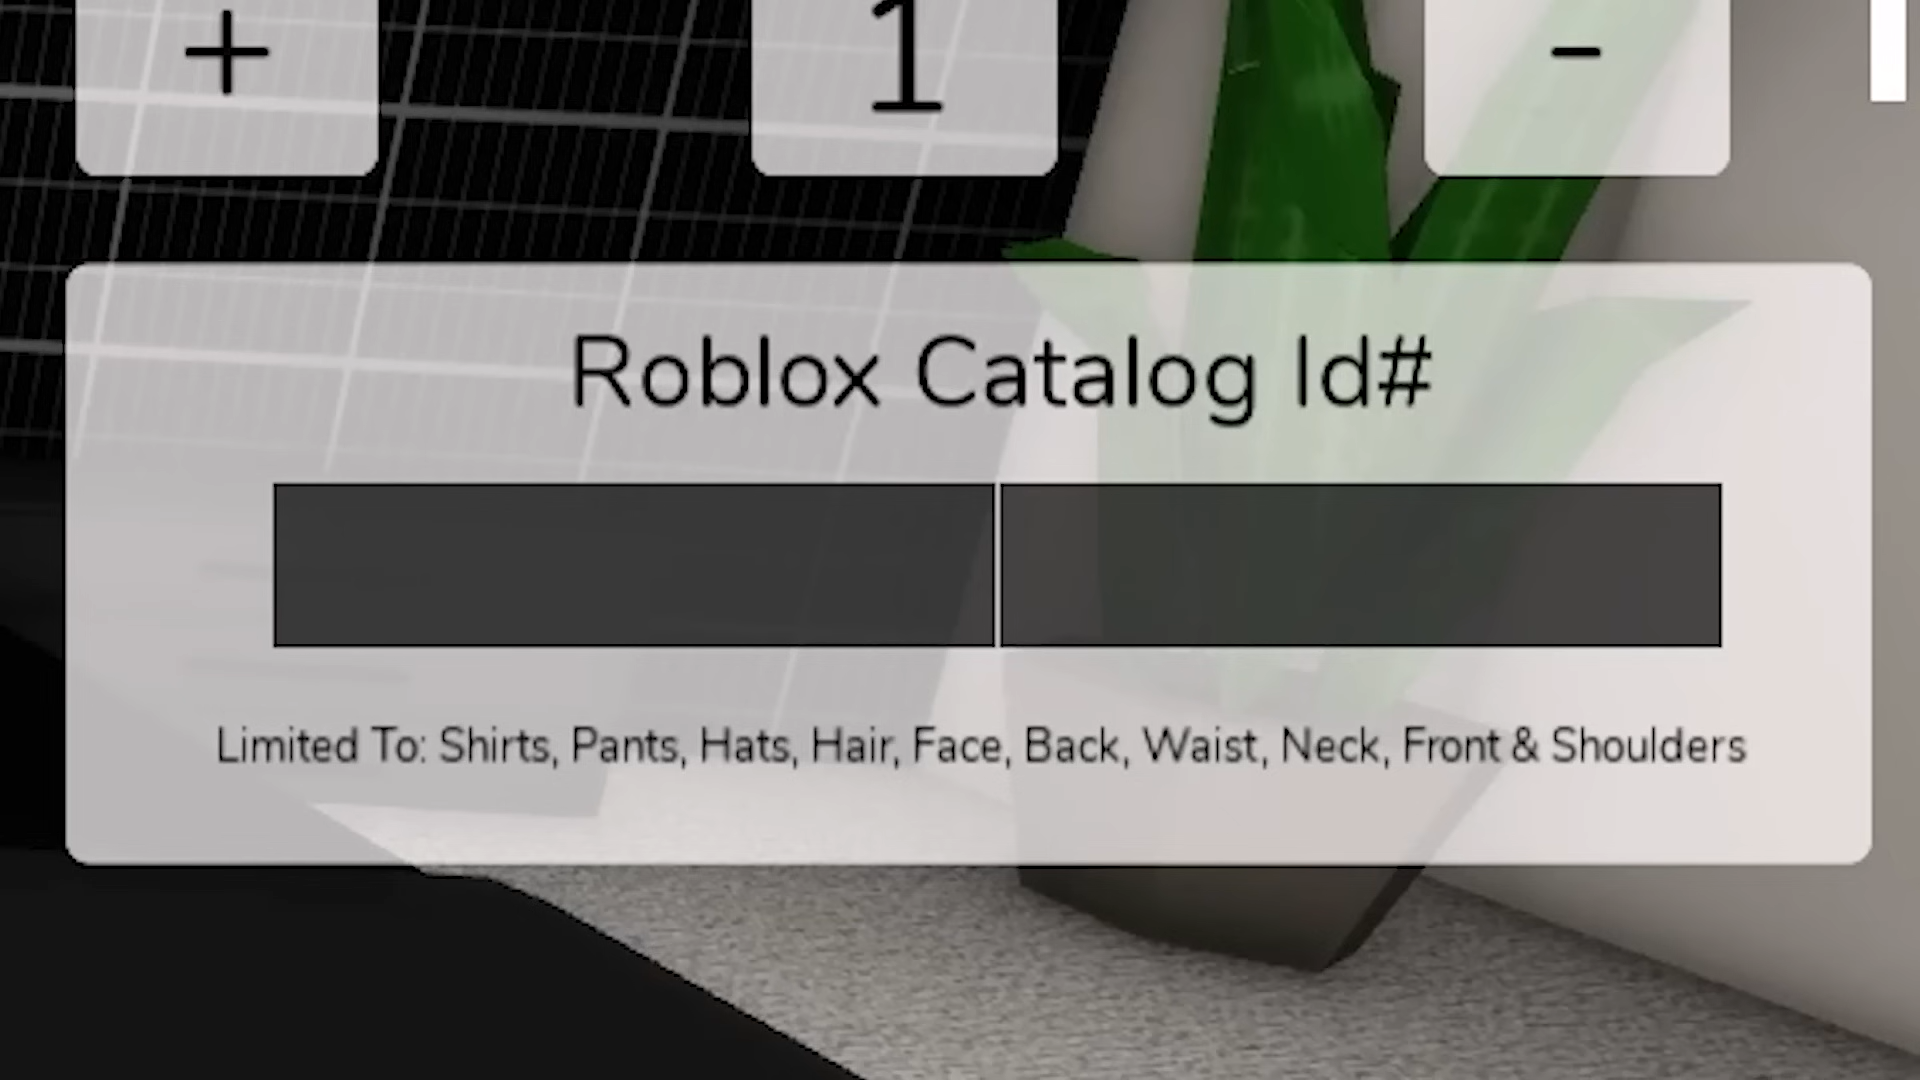 + 1 -
Roblox Catalog Id#
Limited To: Shirts, Pants, Hats, Hair, Face, Back, Waist, Neck, Front & Shoulders